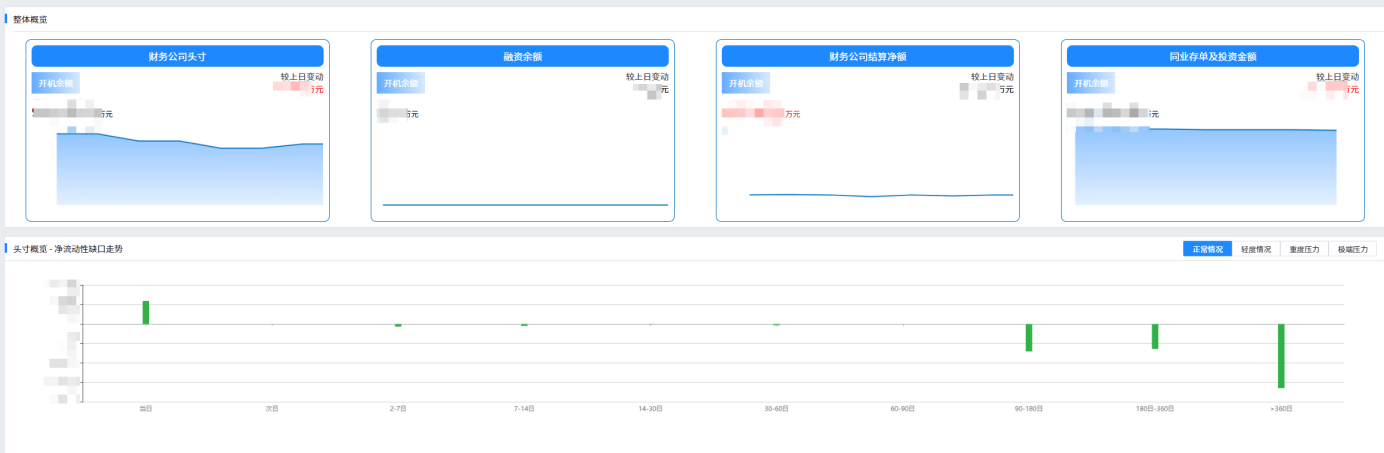 整体概览
财务公司头寸
融资余额
财务公司结算净额
同业存单及投资金额
开机余额
较上日变动
万元
万元
开机余额
较上日变动
元
万元
开机余额
较上日变动
万元
万元
开机余额
较上日变动
万元
元
头寸概览 - 净流动性缺口走势
正常情况
轻度情况
重度压力
极端压力
当日
次日
2-7日
7-14日
14-30日
30-60日
60-90日
90-180日
180日-360日
>360日